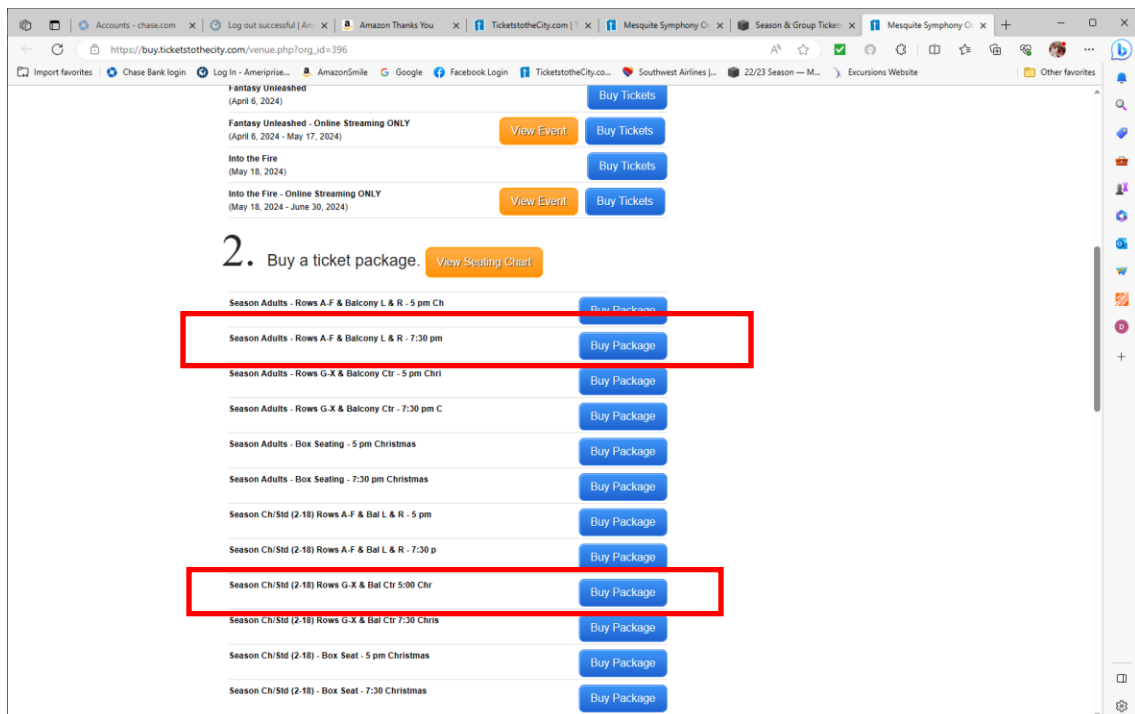 Accounts - chase.com
Log out successful | Am
Amazon Thanks You
TicketstotheCity.com | T
Mesquite Symphony O
Season & Group Ticket
Mesquite Symphony O
https://buy.ticketstothecity.com/venue.php?org_id=396
Import favorites
Chase Bank login
Log In - Ameriprise...
AmazonSmile
Google
Facebook Login
TicketstotheCity.co...
Southwest Airlines |...
22/23 Season — M...
Excursions Website
Other favorites
Fantasy Unleashed
(April 6, 2024)
Buy Tickets
Fantasy Unleashed - Online Streaming ONLY
(April 6, 2024 - May 17, 2024)
View Event
Buy Tickets
Into the Fire
(May 18, 2024)
Buy Tickets
Into the Fire - Online Streaming ONLY
(May 18, 2024 - June 30, 2024)
View Event
Buy Tickets
2. Buy a ticket package.
View Seating Chart
Season Adults - Rows A-F & Balcony L & R - 5 pm Ch
Buy Package
Season Adults - Rows A-F & Balcony L & R - 7:30 pm
Buy Package
Season Adults - Rows G-X & Balcony Ctr - 5 pm Chri
Buy Package
Season Adults - Rows G-X & Balcony Ctr - 7:30 pm C
Buy Package
Season Adults - Box Seating - 5 pm Christmas
Buy Package
Season Adults - Box Seating - 7:30 pm Christmas
Buy Package
Season Ch/Std (2-18) Rows A-F & Bal L & R - 5 pm
Buy Package
Season Ch/Std (2-18) Rows A-F & Bal L & R - 7:30 p
Buy Package
Season Ch/Std (2-18) Rows G-X & Bal Ctr 5:00 Chr
Buy Package
Season Ch/Std (2-18) Rows G-X & Bal Ctr 7:30 Chris
Buy Package
Season Ch/Std (2-18) - Box Seat - 5 pm Christmas
Buy Package
Season Ch/Std (2-18) - Box Seat - 7:30 Christmas
Buy Package